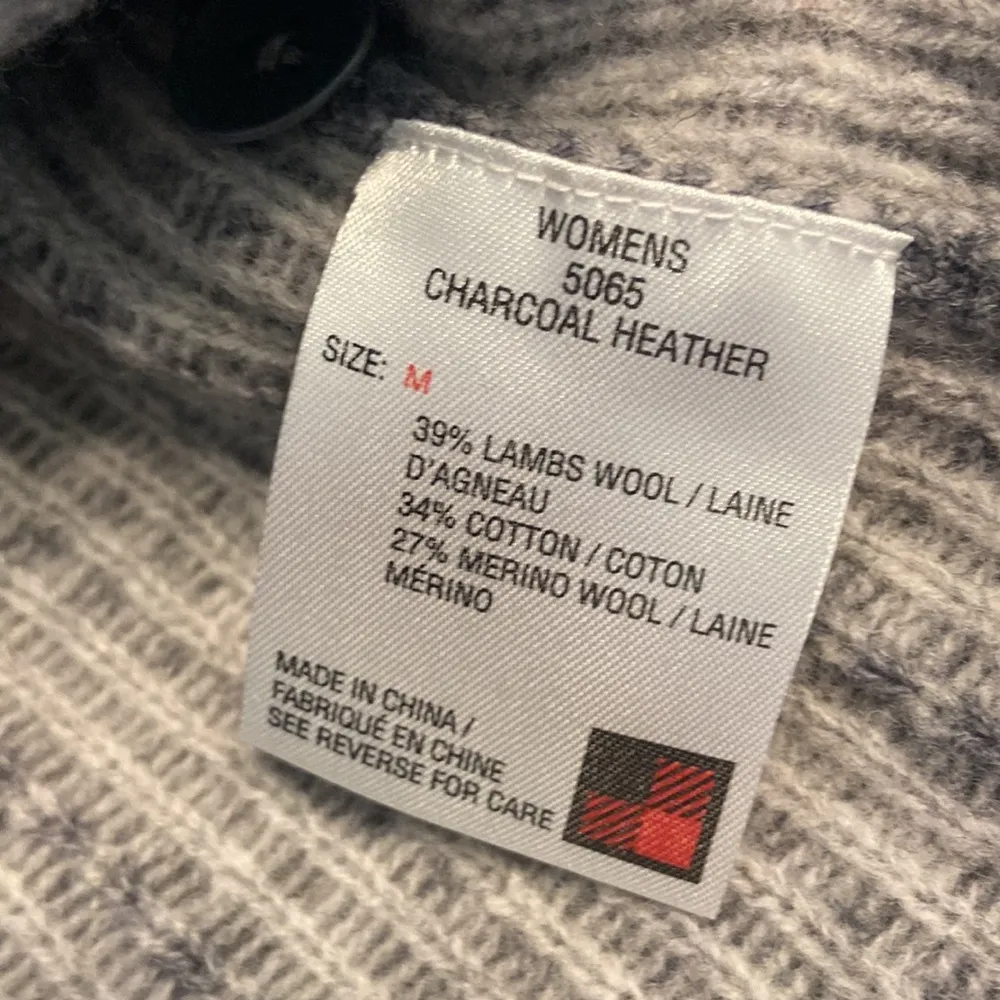 WOMENS
5065
CHARCOAL HEATHER
SIZE: M
39% LAMBS WOOL / LAINE
D'AGNEAU
34% COTTON / COTON
27% MERINO WOOL / LAINE
MÉRINO
MADE IN CHINA /
FABRIQUÉ EN CHINE
SEE REVERSE FOR CARE